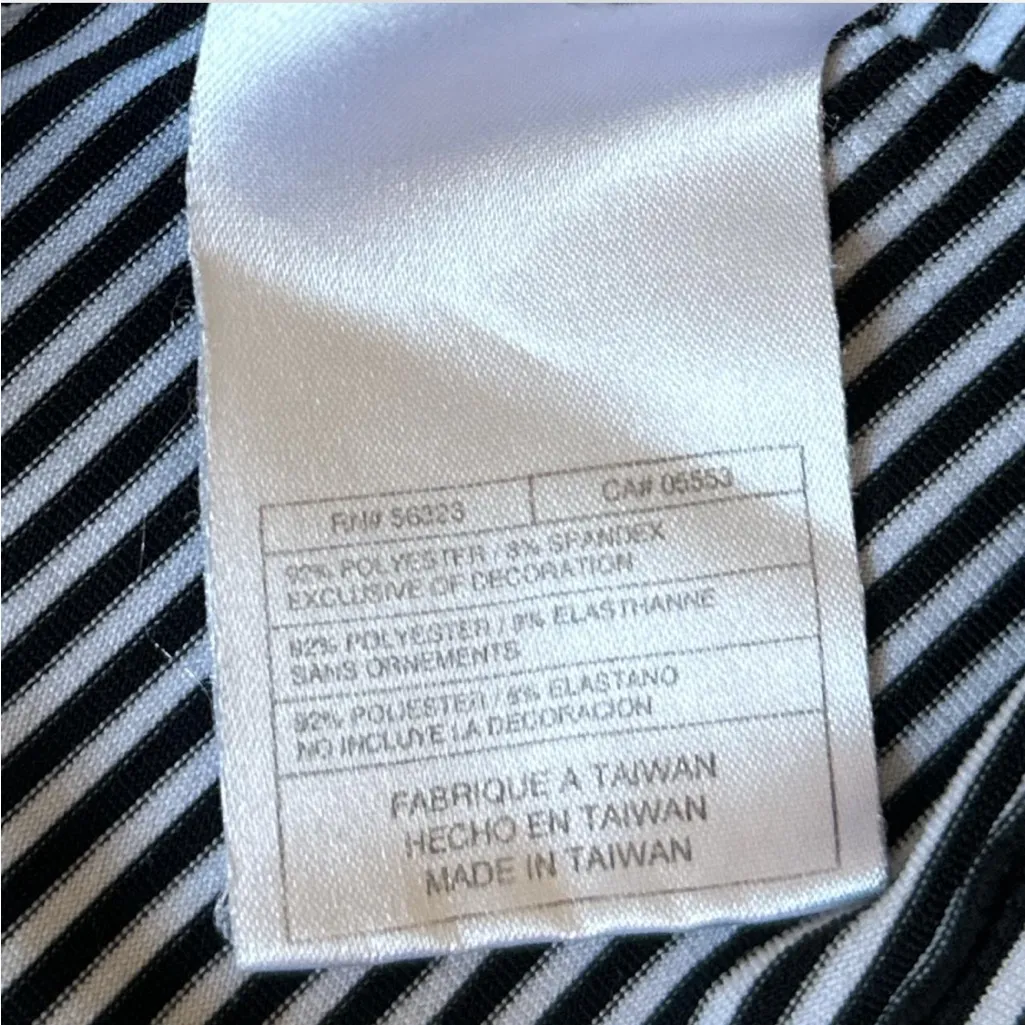 RN# 56323
CA# 05553
92% POLYESTER / 8% SPANDEX
EXCLUSIVE OF DECORATION
92% POLYESTER / 8% ELASTHANNE
SANS ORNEMENTS
92% POLIESTER / 8% ELASTANO
NO INCLUYE LA DECORACION
FABRIQUE A TAIWAN
HECHO EN TAIWAN
MADE IN TAIWAN